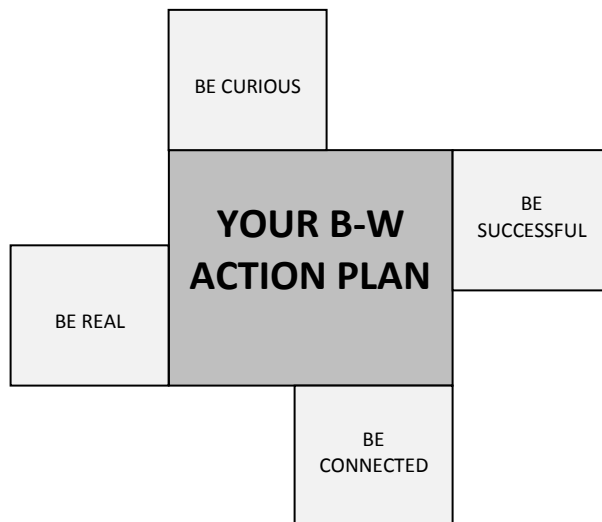 BE CURIOUS
YOUR B-W
ACTION PLAN
BE
SUCCESSFUL
BE REAL
BE
CONNECTED